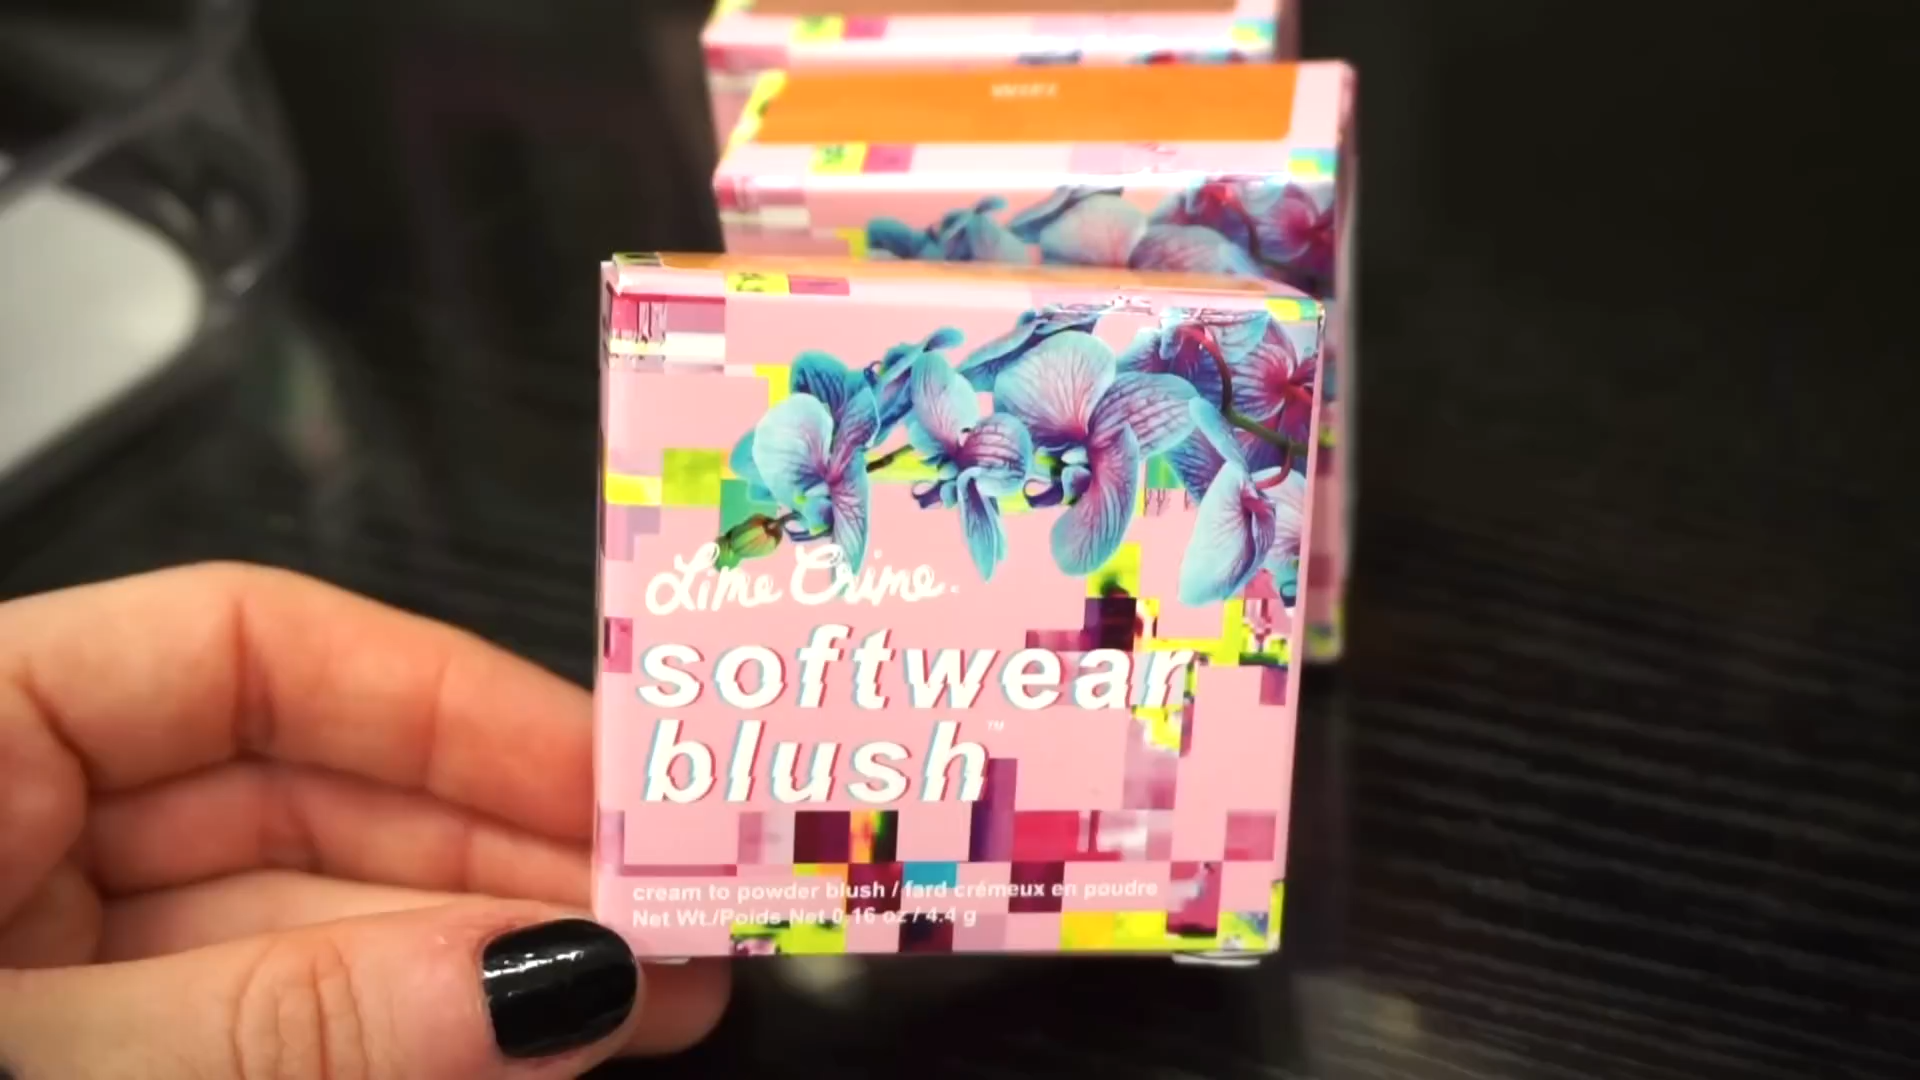 Lime Crime.
softwear
blush™
cream to powder blush / fard crémeux en poudre
Net Wt./Poids Net 0.16 oz / 4.4 g